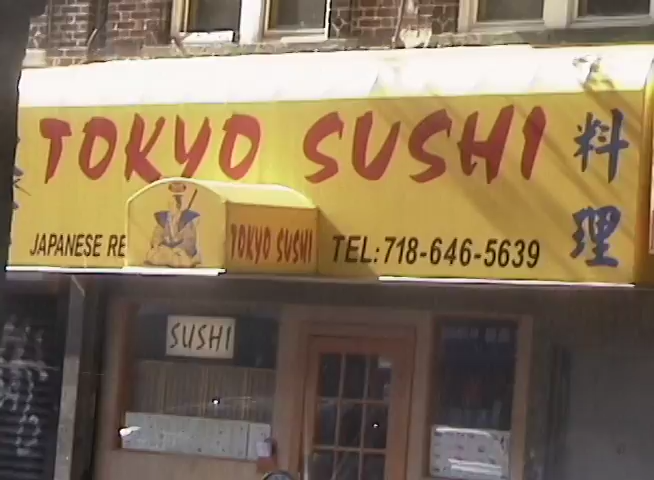 TOKYO SUSHI
料理
JAPANESE RE
TOKYO SUSHI
TEL:718-646-5639
SUSHI